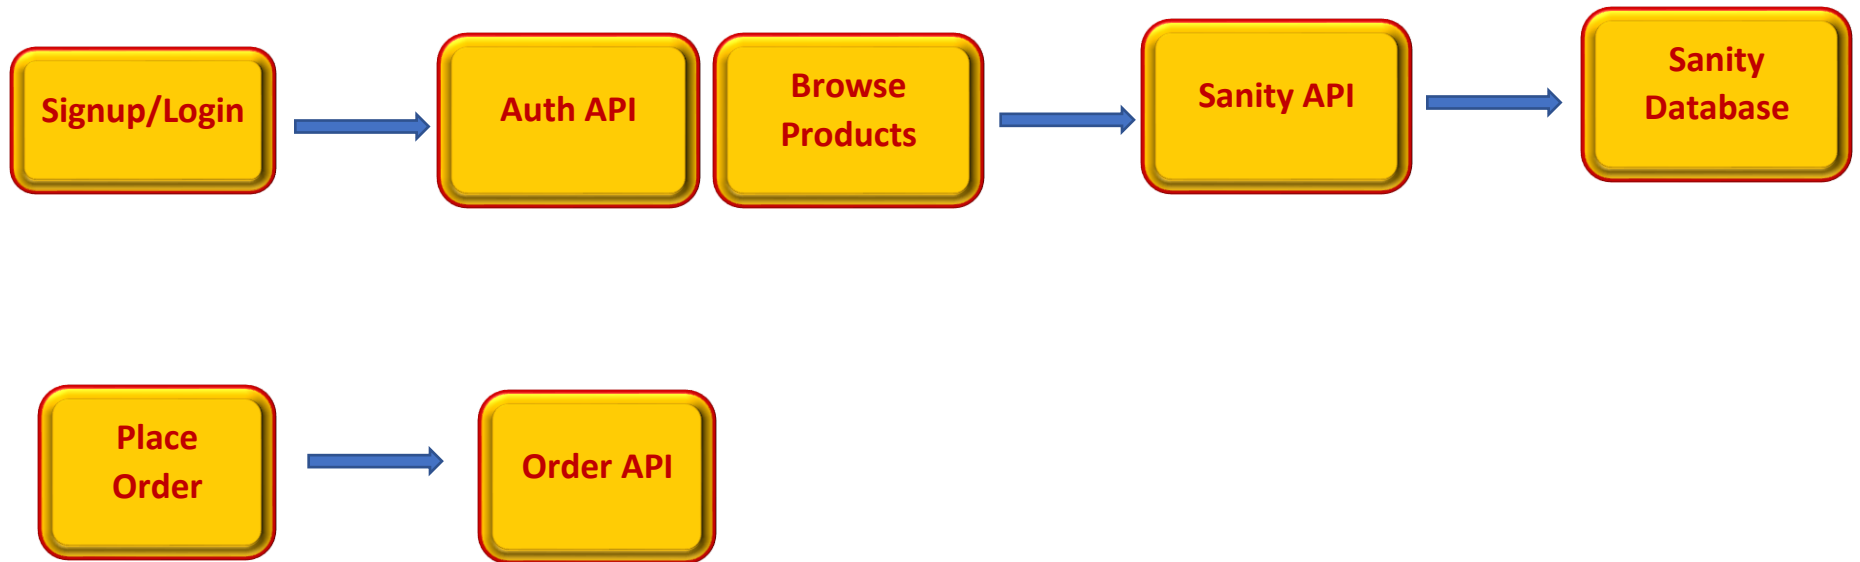 Signup/Login
Auth API
Browse
Products
Sanity API
Sanity
Database
Place
Order
Order API